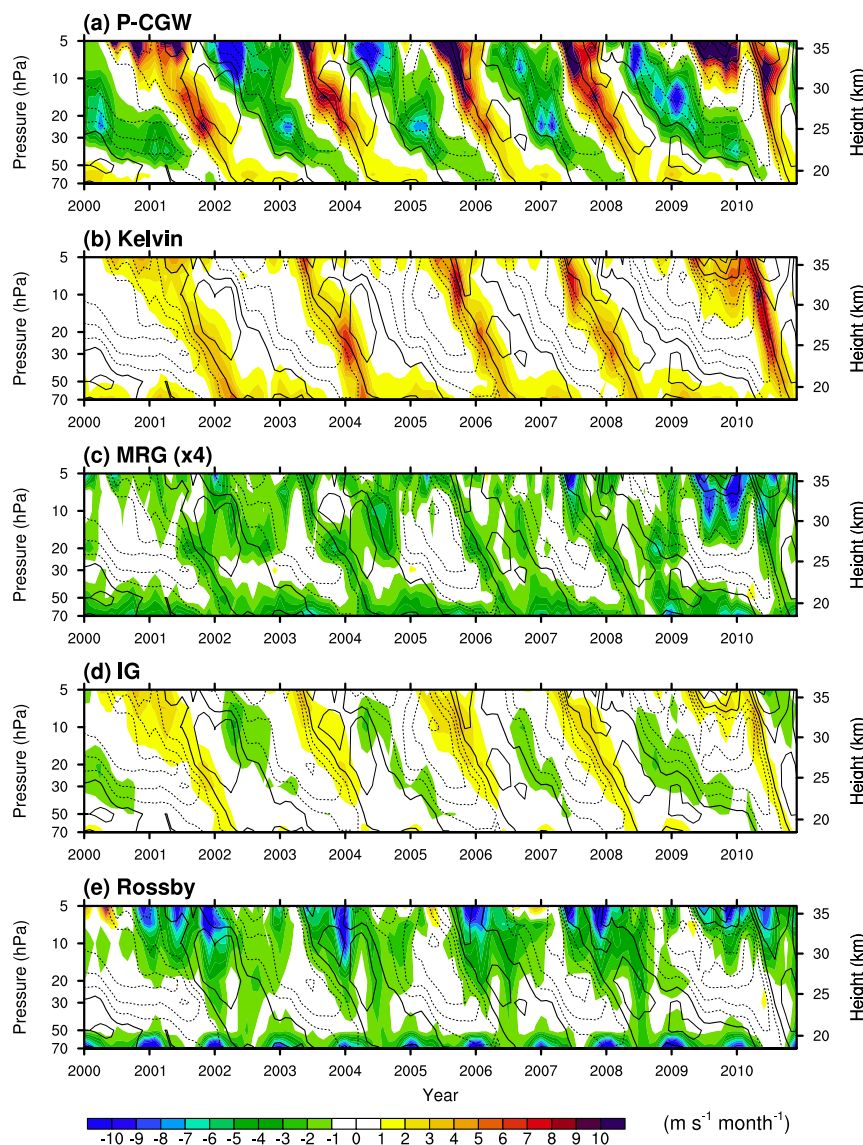 (a) P-CGW
Pressure (hPa)
5
10
20
30
50
70
35
30
25
20
Height (km)
2000 2001 2002 2003 2004 2005 2006 2007 2008 2009 2010
(b) Kelvin
Pressure (hPa)
5
10
20
30
50
70
35
30
25
20
Height (km)
2000 2001 2002 2003 2004 2005 2006 2007 2008 2009 2010
(c) MRG (x4)
Pressure (hPa)
5
10
20
30
50
70
35
30
25
20
Height (km)
2000 2001 2002 2003 2004 2005 2006 2007 2008 2009 2010
(d) IG
Pressure (hPa)
5
10
20
30
50
70
35
30
25
20
Height (km)
2000 2001 2002 2003 2004 2005 2006 2007 2008 2009 2010
(e) Rossby
Pressure (hPa)
5
10
20
30
50
70
35
30
25
20
Height (km)
2000 2001 2002 2003 2004 2005 2006 2007 2008 2009 2010
Year
-10 -9 -8 -7 -6 -5 -4 -3 -2 -1 0 1 2 3 4 5 6 7 8 9 10
(m s⁻¹ month⁻¹)